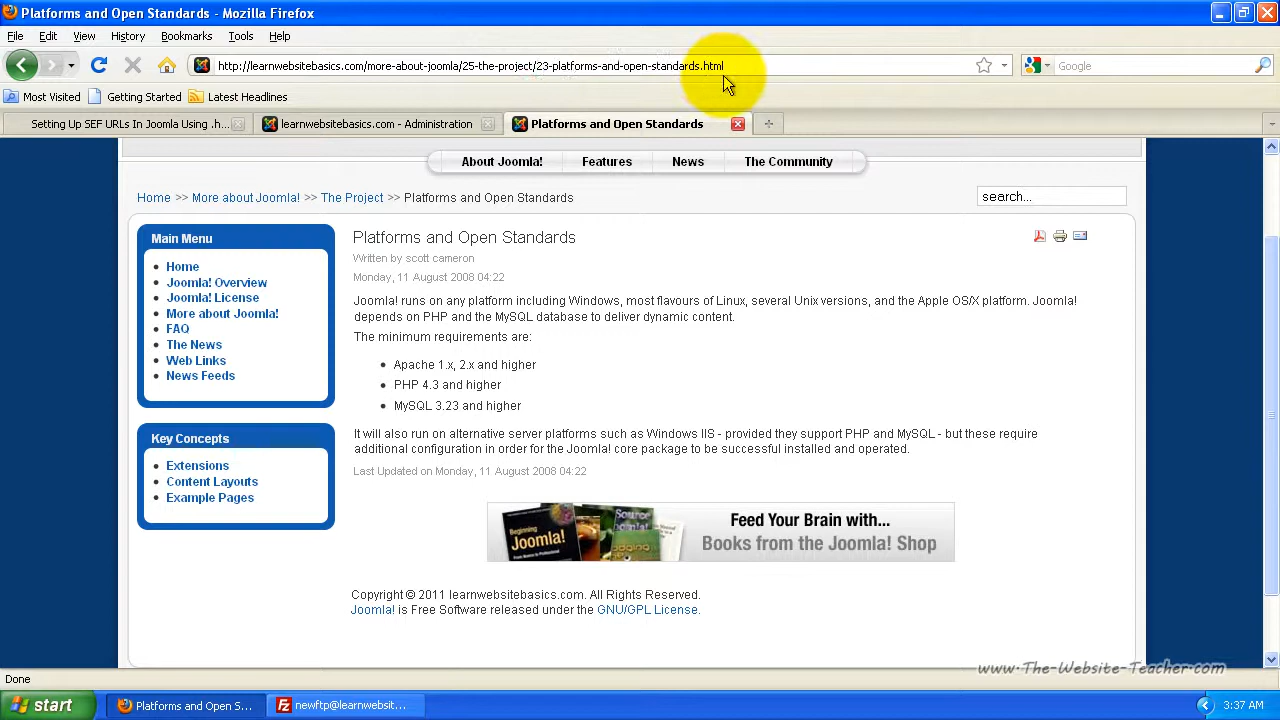 Platforms and Open Standards - Mozilla Firefox
File Edit View History Bookmarks Tools Help
http://learnwebsitebasics.com/more-about-joomla/25-the-project/23-platforms-and-open-standards.html
Google
Most Visited Getting Started Latest Headlines
Setting Up SEF URLs In Joomla Using .h... learnwebsitebasics.com - Administration Platforms and Open Standards
About Joomla! Features News The Community
Home >> More about Joomla! >> The Project >> Platforms and Open Standards
search...
Main Menu
Home
Joomla! Overview
Joomla! License
More about Joomla!
FAQ
The News
Web Links
News Feeds
Key Concepts
Extensions
Content Layouts
Example Pages
Platforms and Open Standards
Written by scott cameron
Monday, 11 August 2008 04:22
Joomla! runs on any platform including Windows, most flavours of Linux, several Unix versions, and the Apple OS/X platform. Joomla!
depends on PHP and the MySQL database to deliver dynamic content.
The minimum requirements are:
Apache 1.x, 2.x and higher
PHP 4.3 and higher
MySQL 3.23 and higher
It will also run on alternative server platforms such as Windows IIS - provided they support PHP and MySQL - but these require
additional configuration in order for the Joomla! core package to be successful installed and operated.
Last Updated on Monday, 11 August 2008 04:22
Beginning
Joomla!
Source
Feed Your Brain with...
Books from the Joomla! Shop
Copyright © 2011 learnwebsitebasics.com. All Rights Reserved.
Joomla! is Free Software released under the GNU/GPL License.
www.The-Website-Teacher.com
Done
start Platforms and Open S... newftp@learnwebsit... 3:37 AM